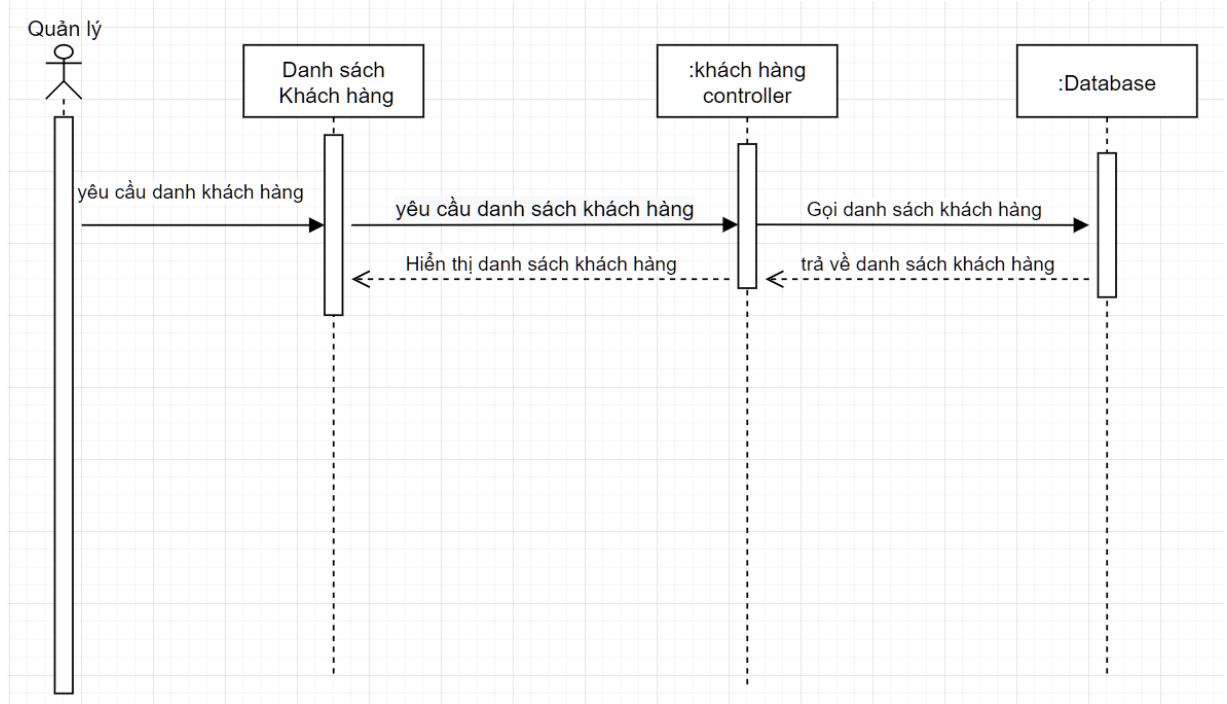 Quản lý
Danh sách
Khách hàng
:khách hàng
controller
:Database
yêu cầu danh khách hàng
yêu cầu danh sách khách hàng
Gọi danh sách khách hàng
Hiển thị danh sách khách hàng
trả về danh sách khách hàng